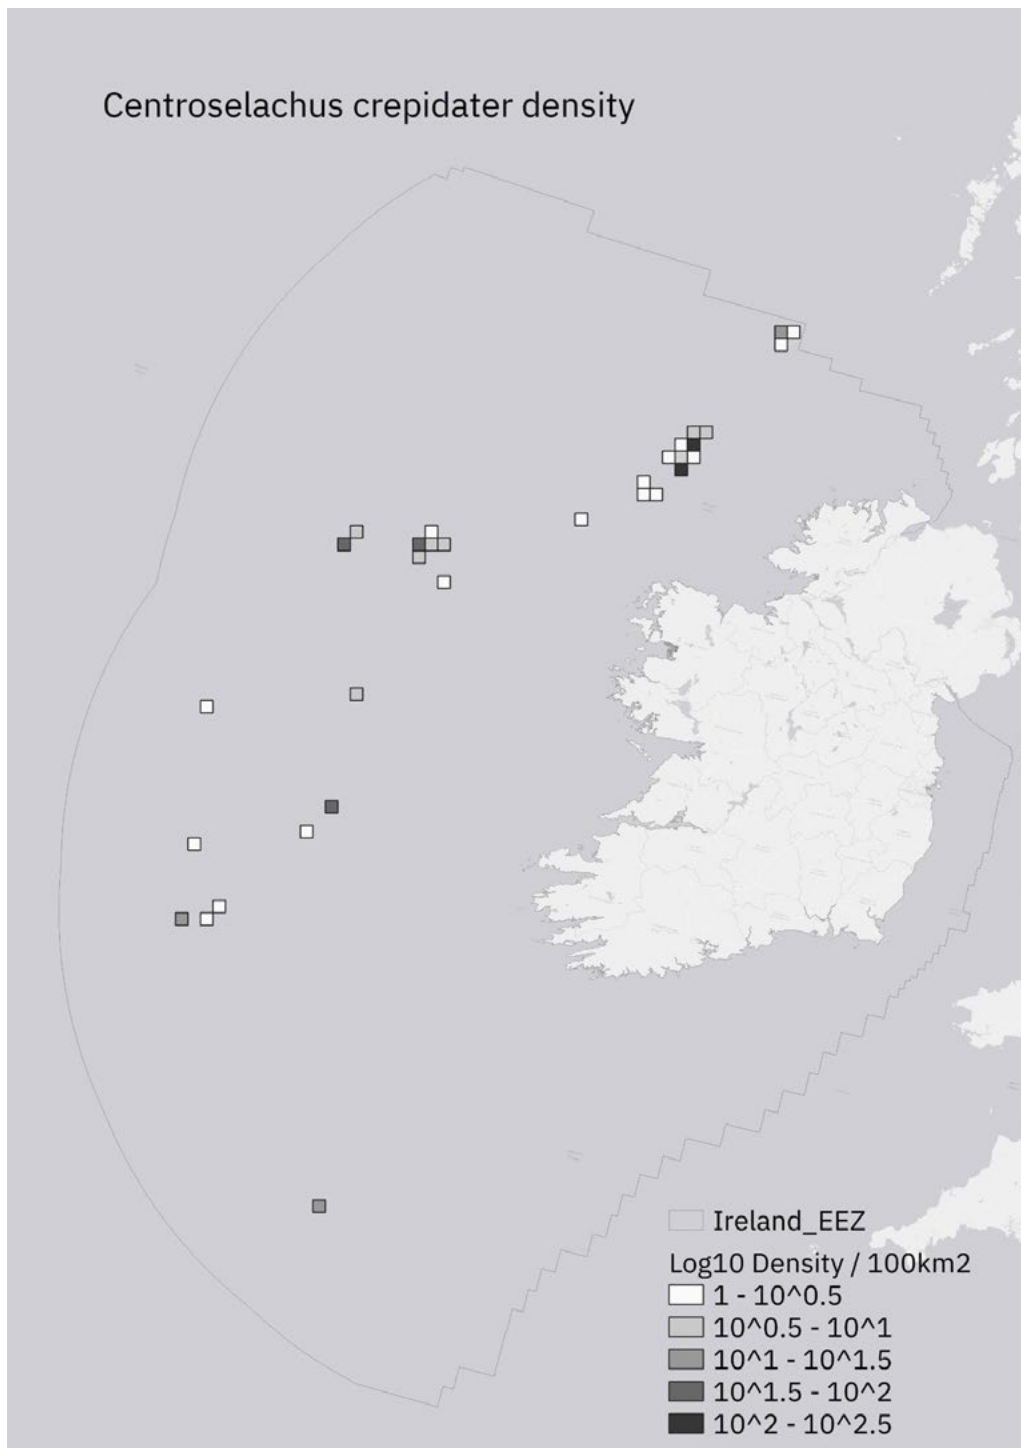 Centroselachus crepidater density
Ireland_EEZ
Log10 Density / 100km2
1 - 10^0.5
10^0.5 - 10^1
10^1 - 10^1.5
10^1.5 - 10^2
10^2 - 10^2.5